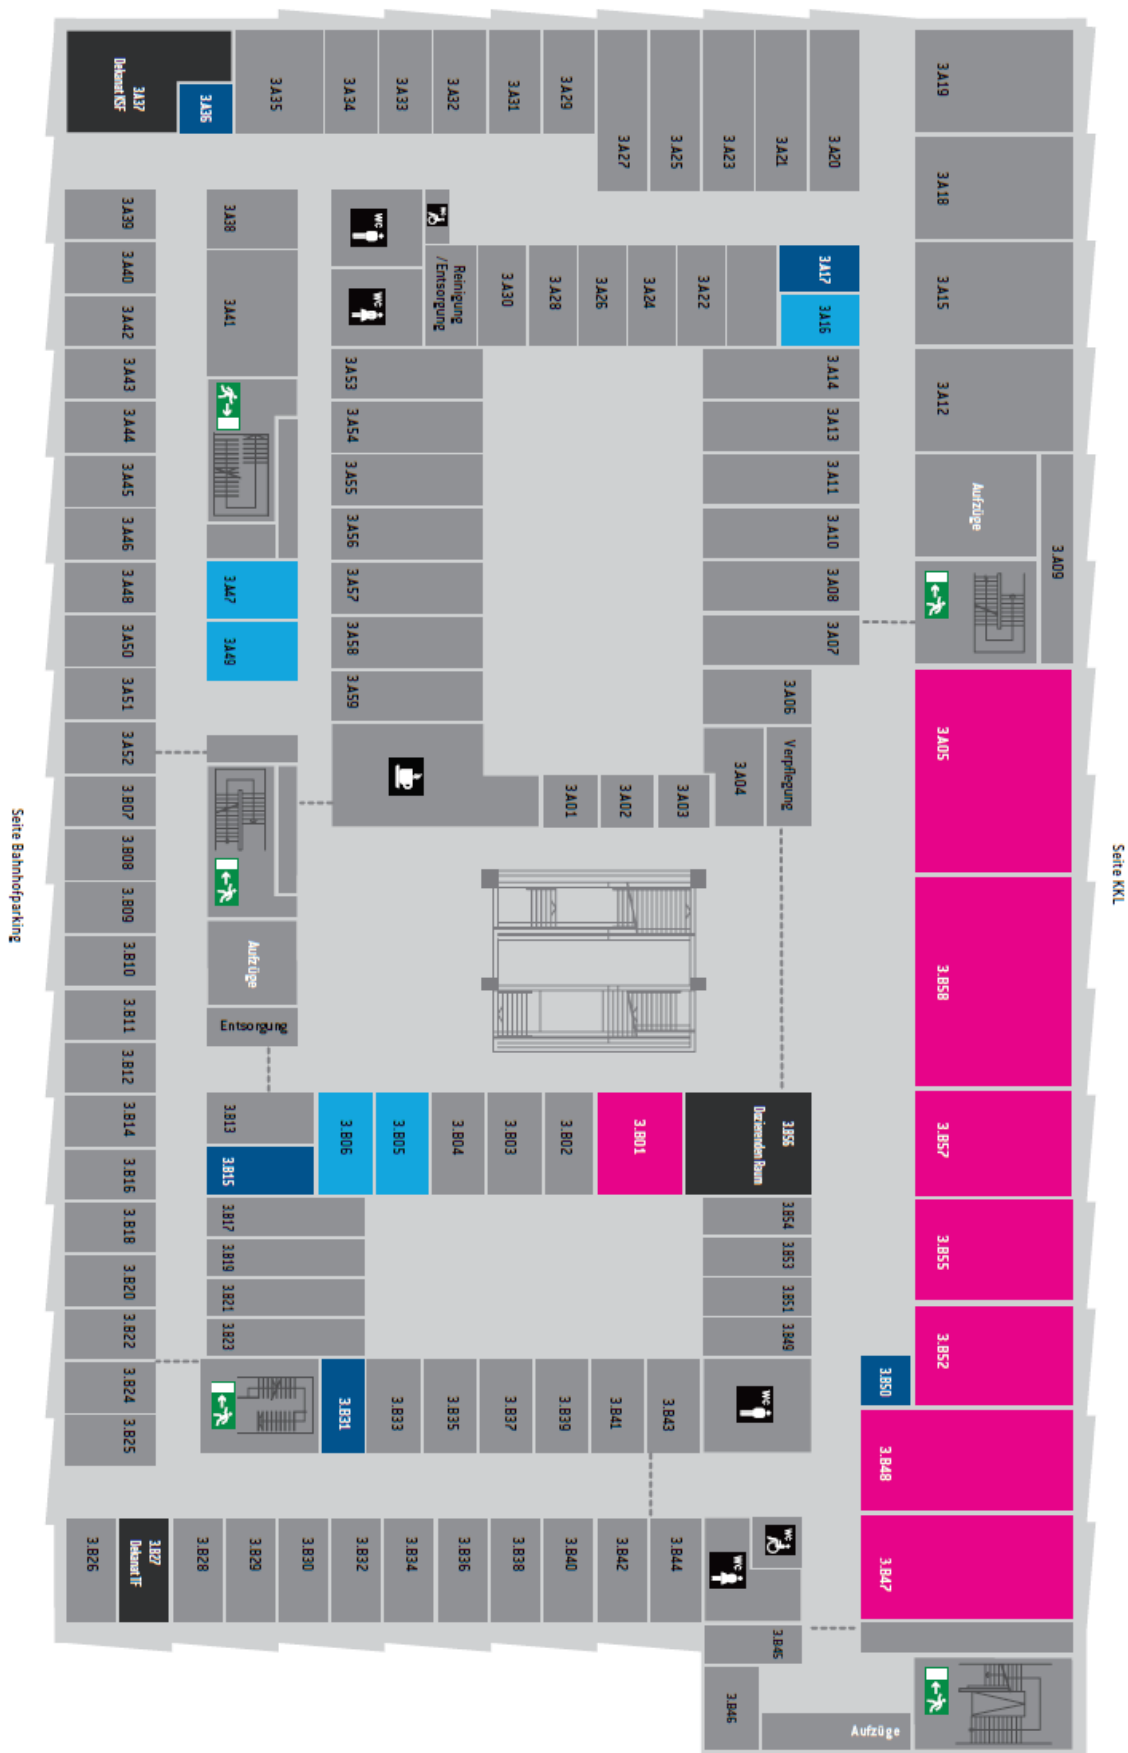 3.A37
Dekanat KSF
3.A36
3.A35
3.A34
3.A33
3.A32
3.A31
3.A29
3.A27
3.A25
3.A23
3.A21
3.A20
3.A19
3.A18
3.A15
3.A12
3.A39
3.A40
3.A42
3.A43
3.A44
3.A45
3.A46
3.A48
3.A50
3.A51
3.A52
3.B07
3.B08
3.B09
3.B10
3.B11
3.B12
3.B14
3.B16
3.B18
3.B20
3.B22
3.B24
3.B25
3.A38
3.A41
3.A47
3.A49
WC
WC
WC
Reinigung
/Entsorgung
3.A30
3.A28
3.A26
3.A24
3.A22
3.A17
3.A16
3.A53
3.A54
3.A55
3.A56
3.A57
3.A58
3.A59
3.A14
3.A13
3.A11
3.A10
3.A08
3.A07
3.A06
Verpflegung
3.A04
3.A03
3.A02
3.A01
Aufzüge
3.A09
3.A05
3.B58
3.B57
3.B55
3.B52
3.B50
3.B48
3.B47
Seite Bahnhofparking
Seite KKL
Aufzüge
Entsorgung
3.B13
3.B15
3.B06
3.B05
3.B04
3.B03
3.B02
3.B01
3.B56
Dozierenden Raum
3.B17
3.B19
3.B21
3.B23
3.B54
3.B53
3.B51
3.B49
3.B31
3.B33
3.B35
3.B37
3.B39
3.B41
3.B43
WC
3.B26
3.B27
Dekanat TF
3.B28
3.B29
3.B30
3.B32
3.B34
3.B36
3.B38
3.B40
3.B42
3.B44
WC
WC
3.B45
3.B46
Aufzüge